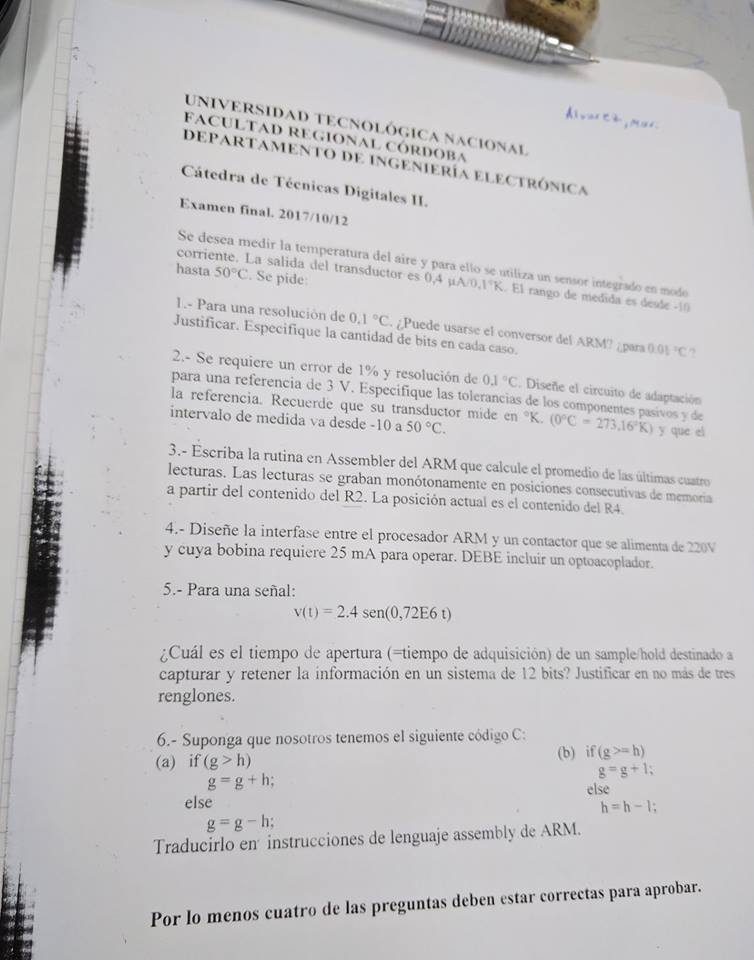 Alvarez, Mar.
UNIVERSIDAD TECNOLÓGICA NACIONAL
FACULTAD REGIONAL CÓRDOBA
DEPARTAMENTO DE INGENIERÍA ELECTRÓNICA
Cátedra de Técnicas Digitales II.
Examen final. 2017/10/12
Se desea medir la temperatura del aire y para ello se utiliza un sensor integrado en modo
corriente. La salida del transductor es 0,4 µA/0,1°K. El rango de medida es desde -10
hasta 50°C. Se pide:
1.- Para una resolución de 0,1 °C. ¿Puede usarse el conversor del ARM? ¿para 0.01 °C ?
Justificar. Especifique la cantidad de bits en cada caso.
2.- Se requiere un error de 1% y resolución de 0,1 °C. Diseñe el circuito de adaptación
para una referencia de 3 V. Especifique las tolerancias de los componentes pasivos y de
la referencia. Recuerde que su transductor mide en °K. (0°C = 273,16°K) y que el
intervalo de medida va desde -10 a 50 °C.
3.- Escriba la rutina en Assembler del ARM que calcule el promedio de las últimas cuatro
lecturas. Las lecturas se graban monótonamente en posiciones consecutivas de memoria
a partir del contenido del R2. La posición actual es el contenido del R4.
4.- Diseñe la interfase entre el procesador ARM y un contactor que se alimenta de 220V
y cuya bobina requiere 25 mA para operar. DEBE incluir un optoacoplador.
5.- Para una señal:
v(t) = 2.4 sen(0,72E6 t)
¿Cuál es el tiempo de apertura (=tiempo de adquisición) de un sample/hold destinado a
capturar y retener la información en un sistema de 12 bits? Justificar en no más de tres
renglones.
6.- Suponga que nosotros tenemos el siguiente código C:
(a) if (g > h)
g = g + h;
else
g = g - h;
(b) if (g >= h)
g = g + 1;
else
h = h - 1;
Traducirlo en instrucciones de lenguaje assembly de ARM.
Por lo menos cuatro de las preguntas deben estar correctas para aprobar.